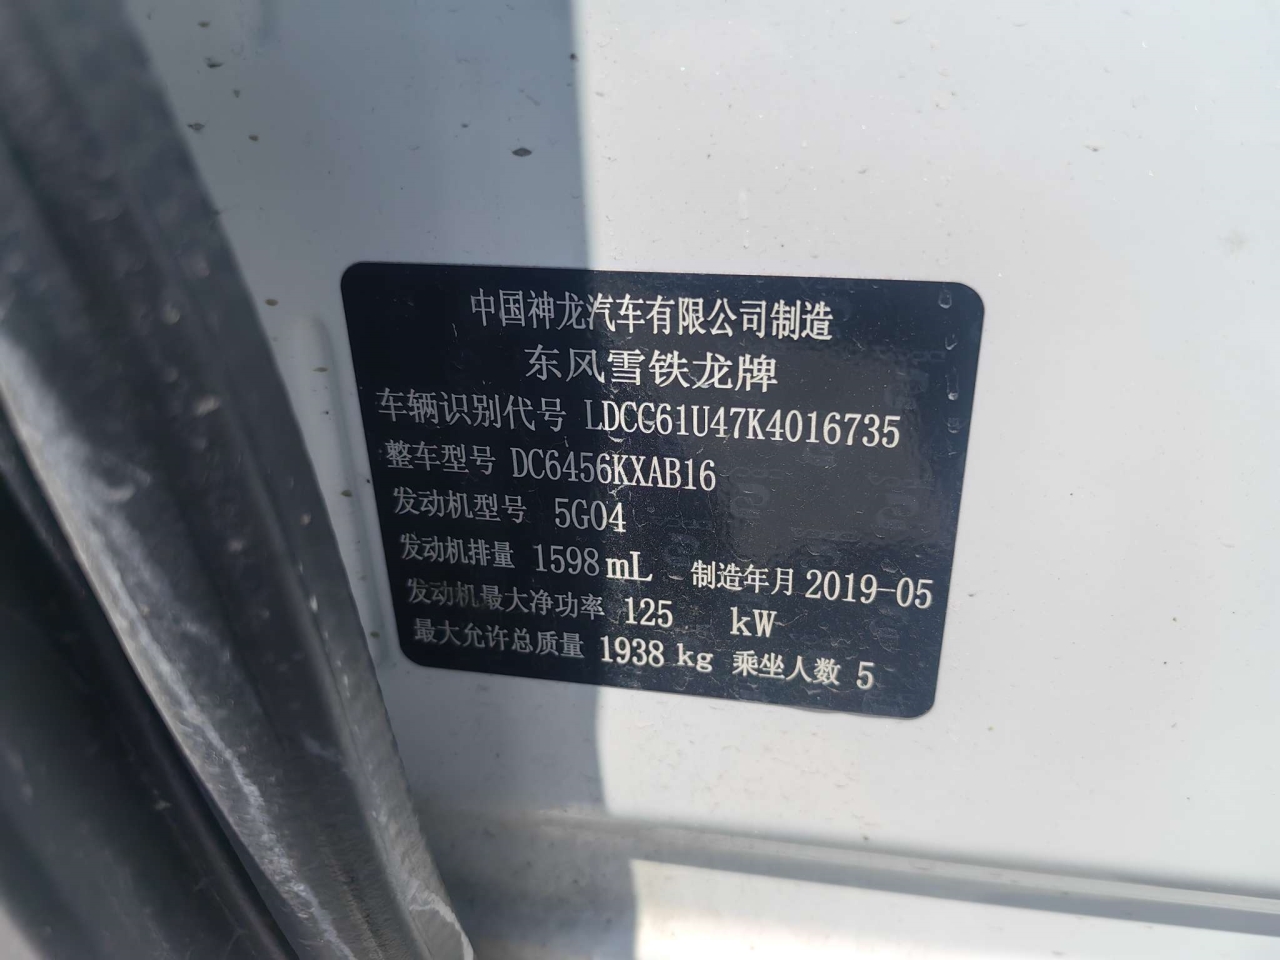 中国神龙汽车有限公司制造
东风雪铁龙牌
车辆识别代号 LDCC61U47K4016735
整车型号 DC6456KXAB16
发动机型号 5G04
发动机排量 1598 mL 制造年月 2019-05
发动机最大净功率 125 kW
最大允许总质量 1938 kg 乘坐人数 5